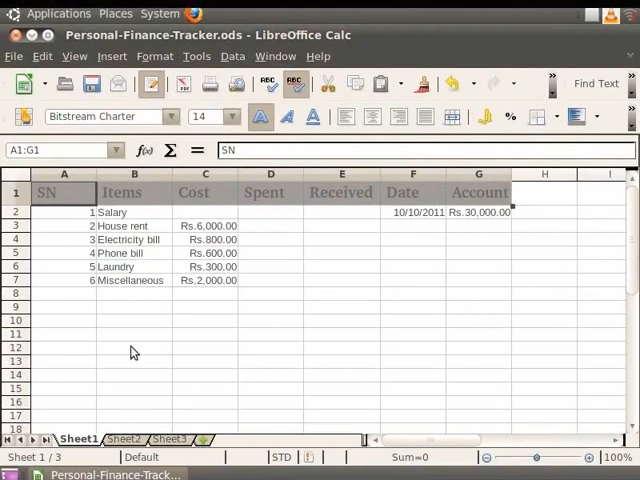 Applications Places System
Personal-Finance-Tracker.ods - LibreOffice Calc
File Edit View Insert Format Tools Data Window Help
ABC ABC Find Text
Bitstream Charter 14 A A A %
A1:G1 f(x) Σ = SN
A B C D E F G H I
1 SN Items Cost Spent Received Date Account
2 1 Salary 10/10/2011 Rs.30,000.00
3 2 House rent Rs.6,000.00
4 3 Electricity bill Rs.800.00
5 4 Phone bill Rs.600.00
6 5 Laundry Rs.300.00
7 6 Miscellaneous Rs.2,000.00
8
9
10
11
12
13
14
15
16
17
18
Sheet1 Sheet2 Sheet3
Sheet 1 / 3 Default STD Sum=0 100%
Personal-Finance-Track...